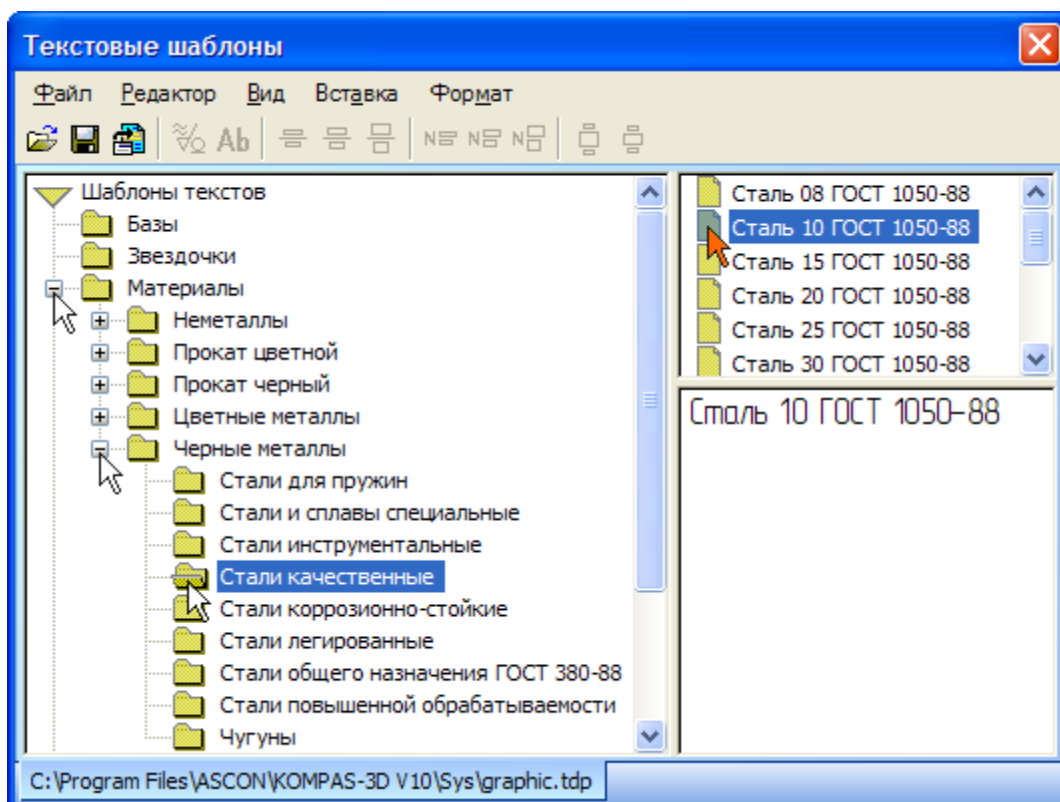 Текстовые шаблоны
Файл Редактор Вид Вставка Формат
Ab N N N
Шаблоны текстов
Базы
Звездочки
Материалы
Неметаллы
Прокат цветной
Прокат черный
Цветные металлы
Черные металлы
Стали для пружин
Стали и сплавы специальные
Стали инструментальные
Стали качественные
Стали коррозионно-стойкие
Стали легированные
Стали общего назначения ГОСТ 380-88
Стали повышенной обрабатываемости
Чугуны
Сталь 08 ГОСТ 1050-88
Сталь 10 ГОСТ 1050-88
Сталь 15 ГОСТ 1050-88
Сталь 20 ГОСТ 1050-88
Сталь 25 ГОСТ 1050-88
Сталь 30 ГОСТ 1050-88
Сталь 10 ГОСТ 1050-88
C:\Program Files\ASCON\KOMPAS-3D V10\Sys\graphic.tdp